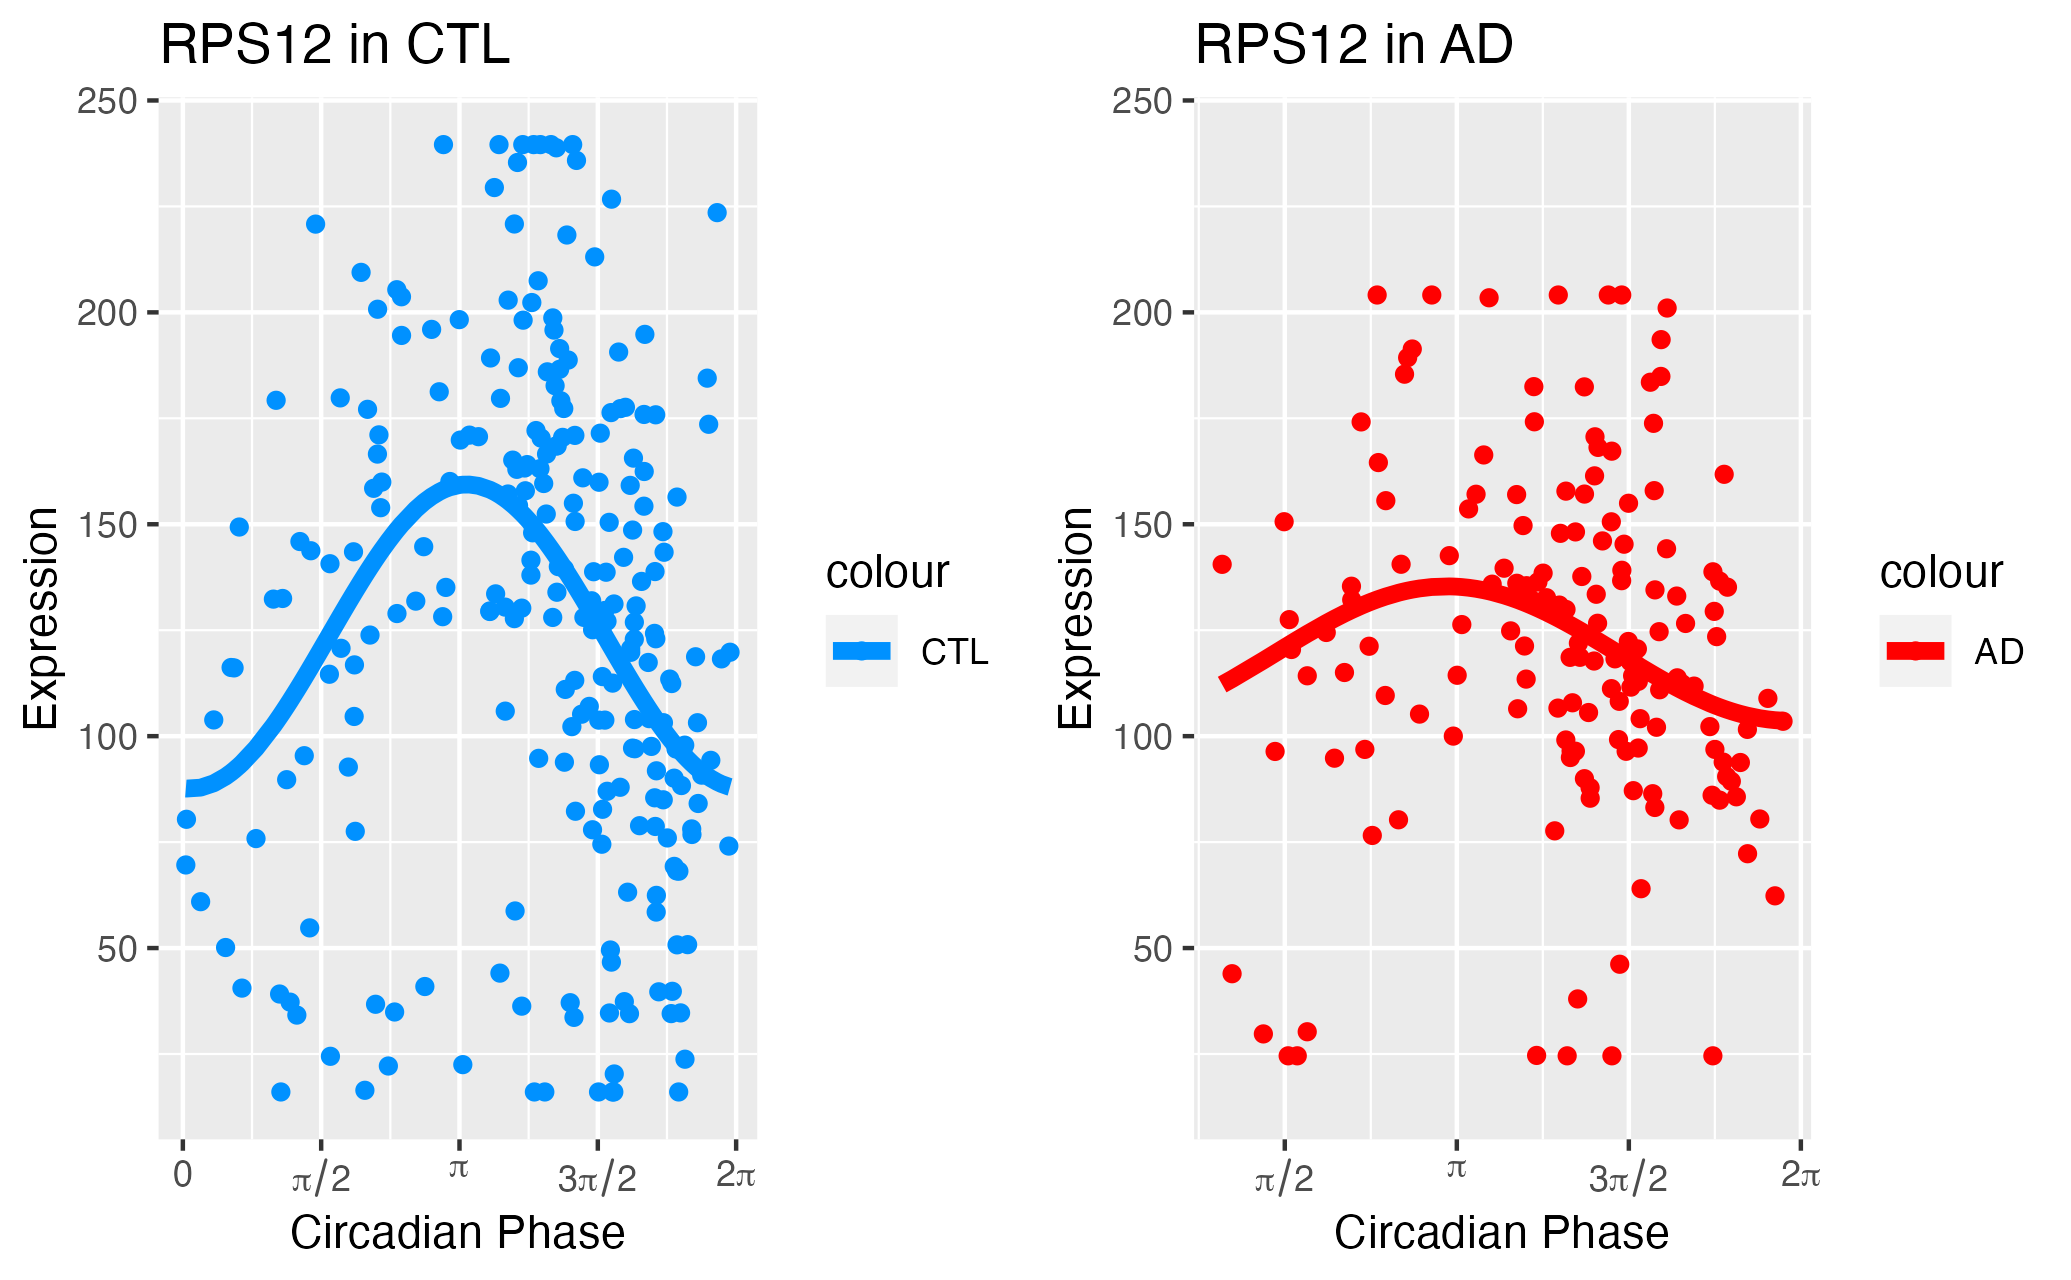 RPS12 in CTL
250
200
150
100
50
Expression
0
π/2
π
3π/2
2π
Circadian Phase
colour
CTL
RPS12 in AD
250
200
150
100
50
Expression
π/2
π
3π/2
2π
Circadian Phase
colour
AD